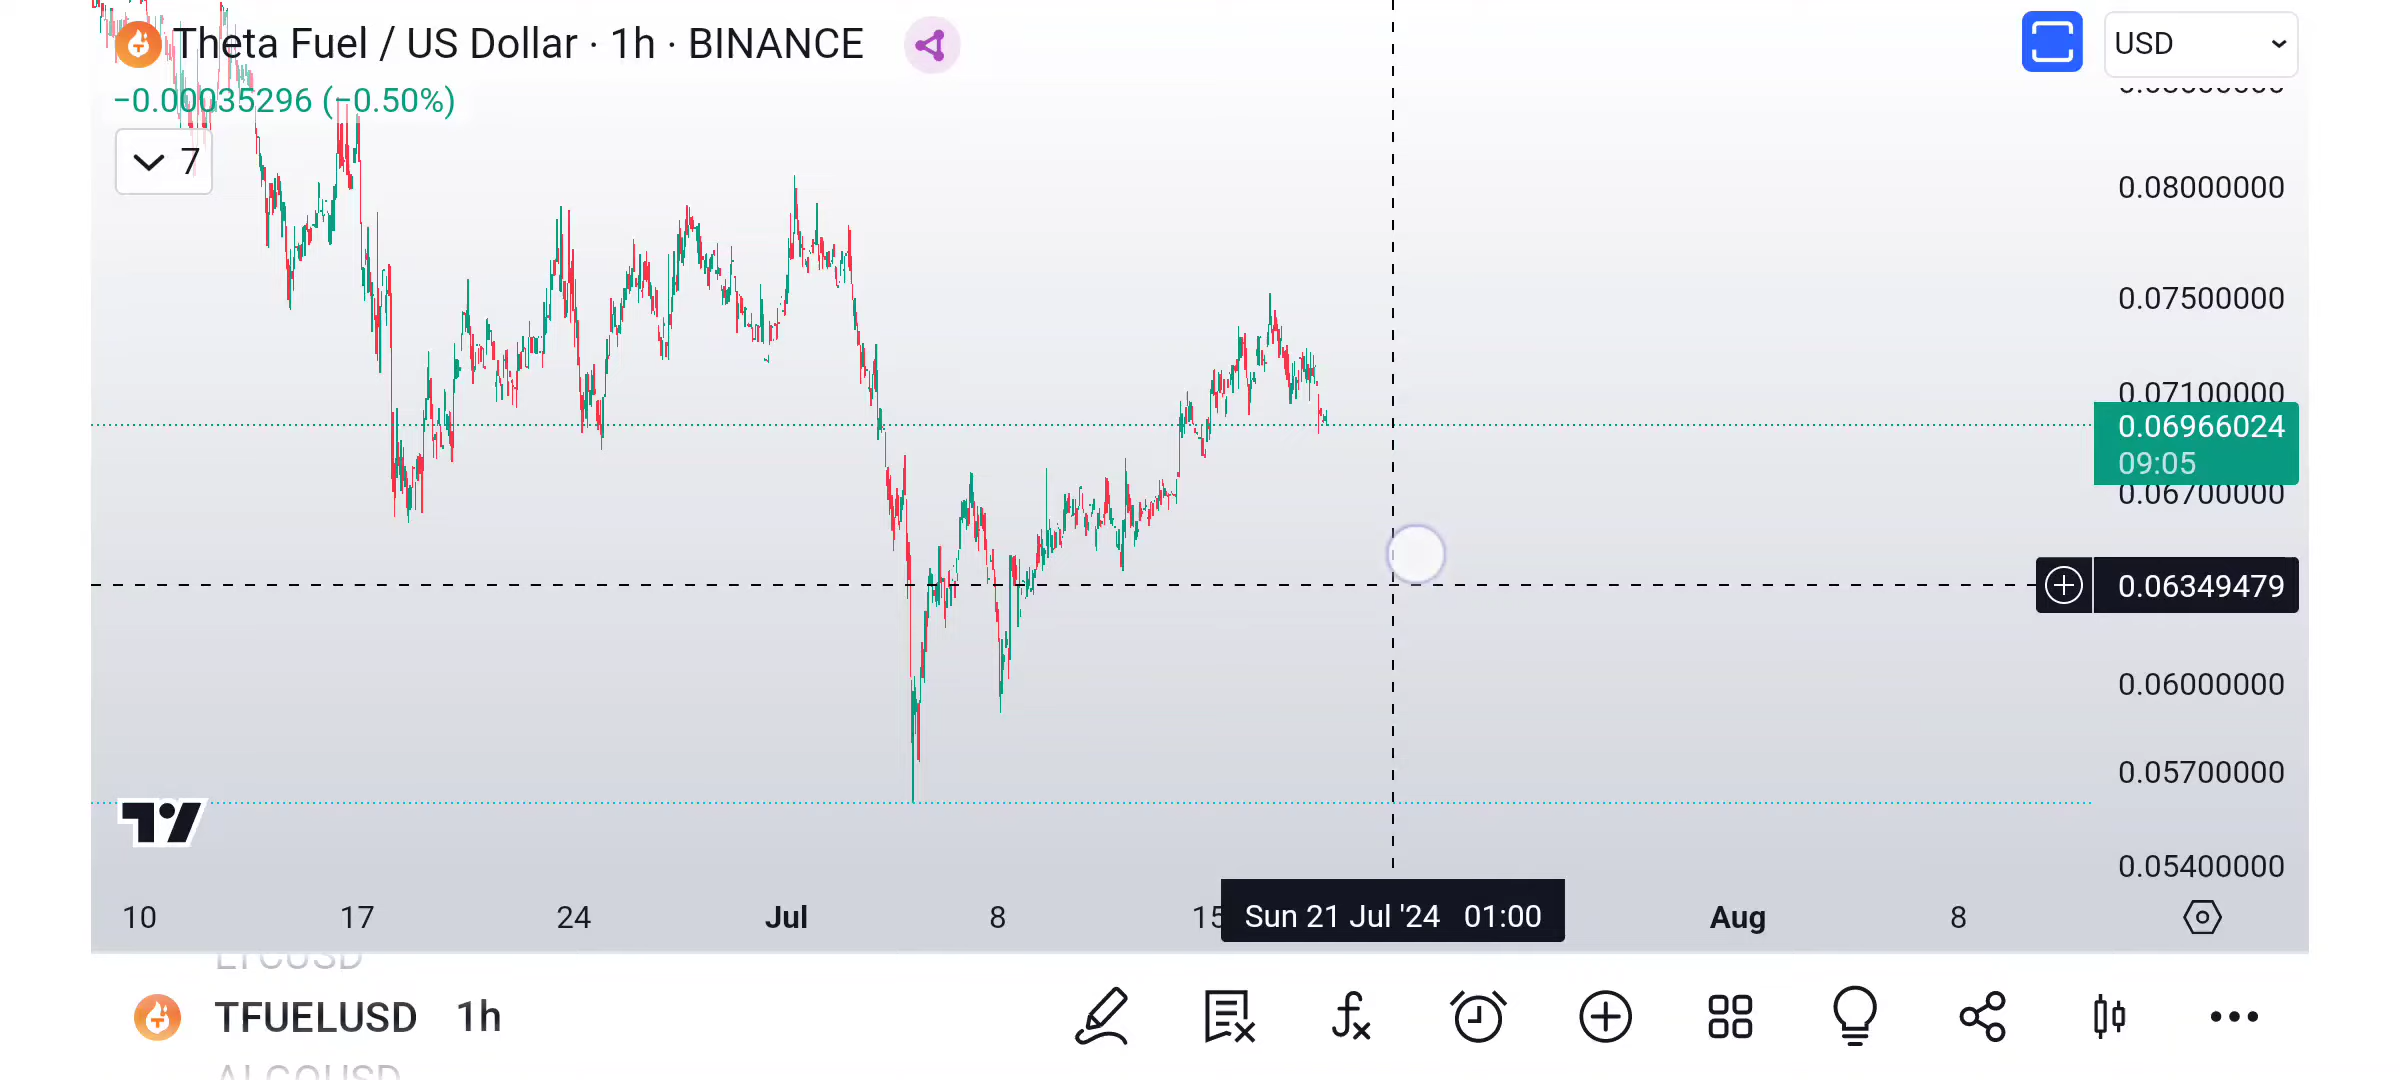 Theta Fuel / US Dollar · 1h · BINANCE
USD
−0.00035296 (−0.50%)
7
0.08000000
0.07500000
0.07100000
0.06966024
09:05
0.06700000
0.06349479
0.06000000
0.05700000
0.05400000
10 17 24 Jul 8 15 Sun 21 Jul '24 01:00 Aug 8
LTCUSD
TFUELUSD 1h
ALGOUSD